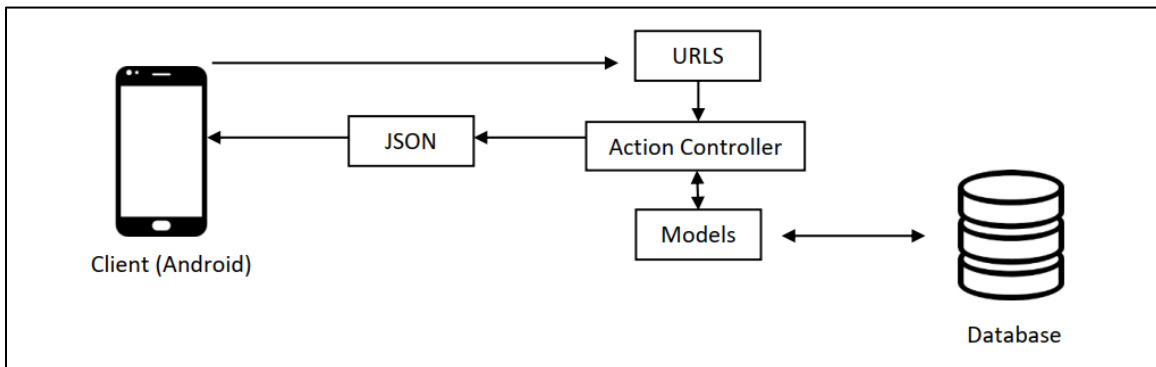 URLS
JSON
Action Controller
Models
Client (Android)
Database